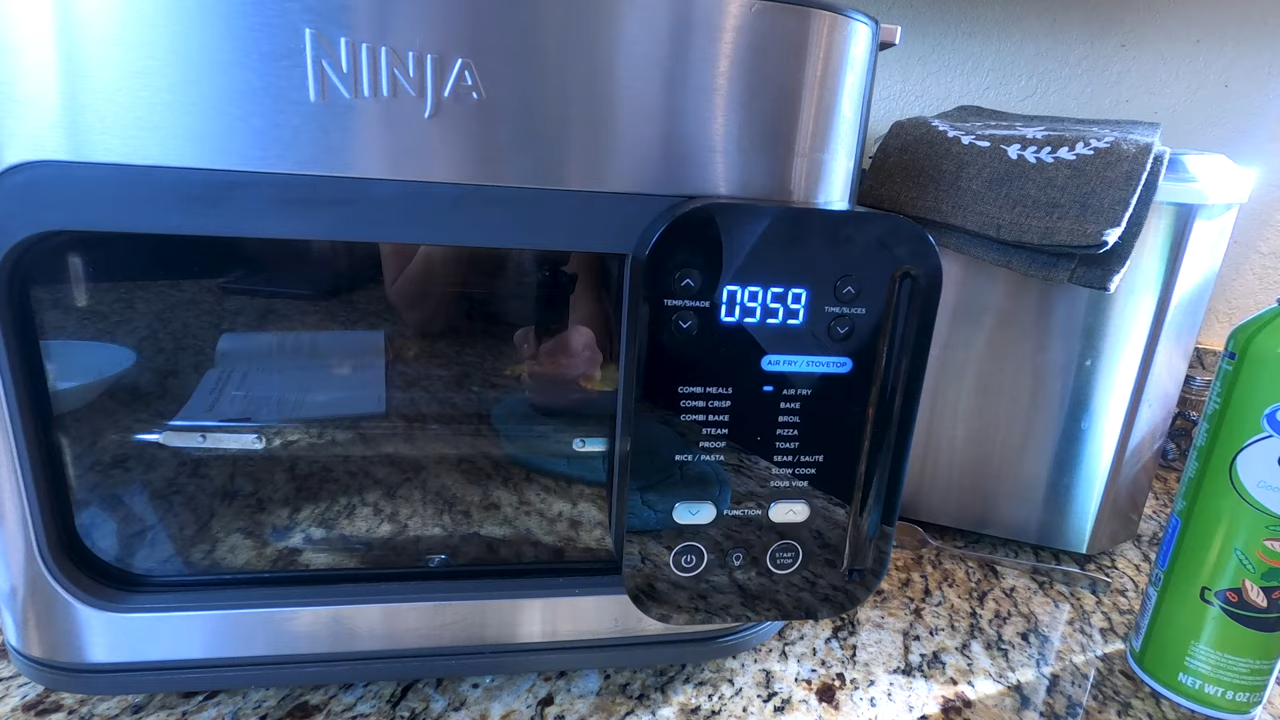 NINJA
TEMP/SHADE
0959
TIME/SLICES
AIR FRY / STOVETOP
COMBI MEALS
COMBI CRISP
COMBI BAKE
STEAM
PROOF
RICE / PASTA
AIR FRY
BAKE
BROIL
PIZZA
TOAST
SEAR / SAUTÉ
SLOW COOK
SOUS VIDE
FUNCTION
START
STOP
NET WT 8 OZ